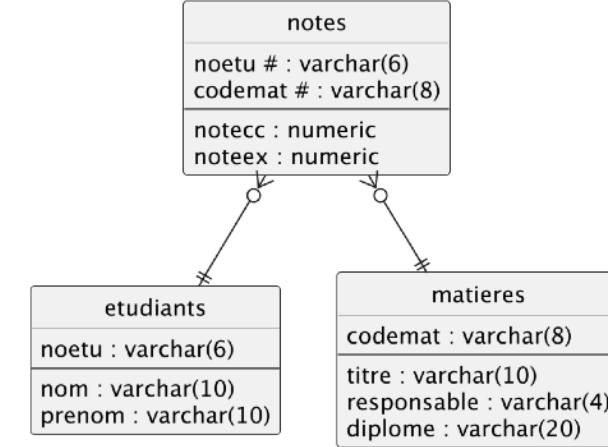 notes
noetu # : varchar(6)
codemat # : varchar(8)
notecc : numeric
noteex : numeric
etudiants
noetu : varchar(6)
nom : varchar(10)
prenom : varchar(10)
matieres
codemat : varchar(8)
titre : varchar(10)
responsable : varchar(4)
diplome : varchar(20)